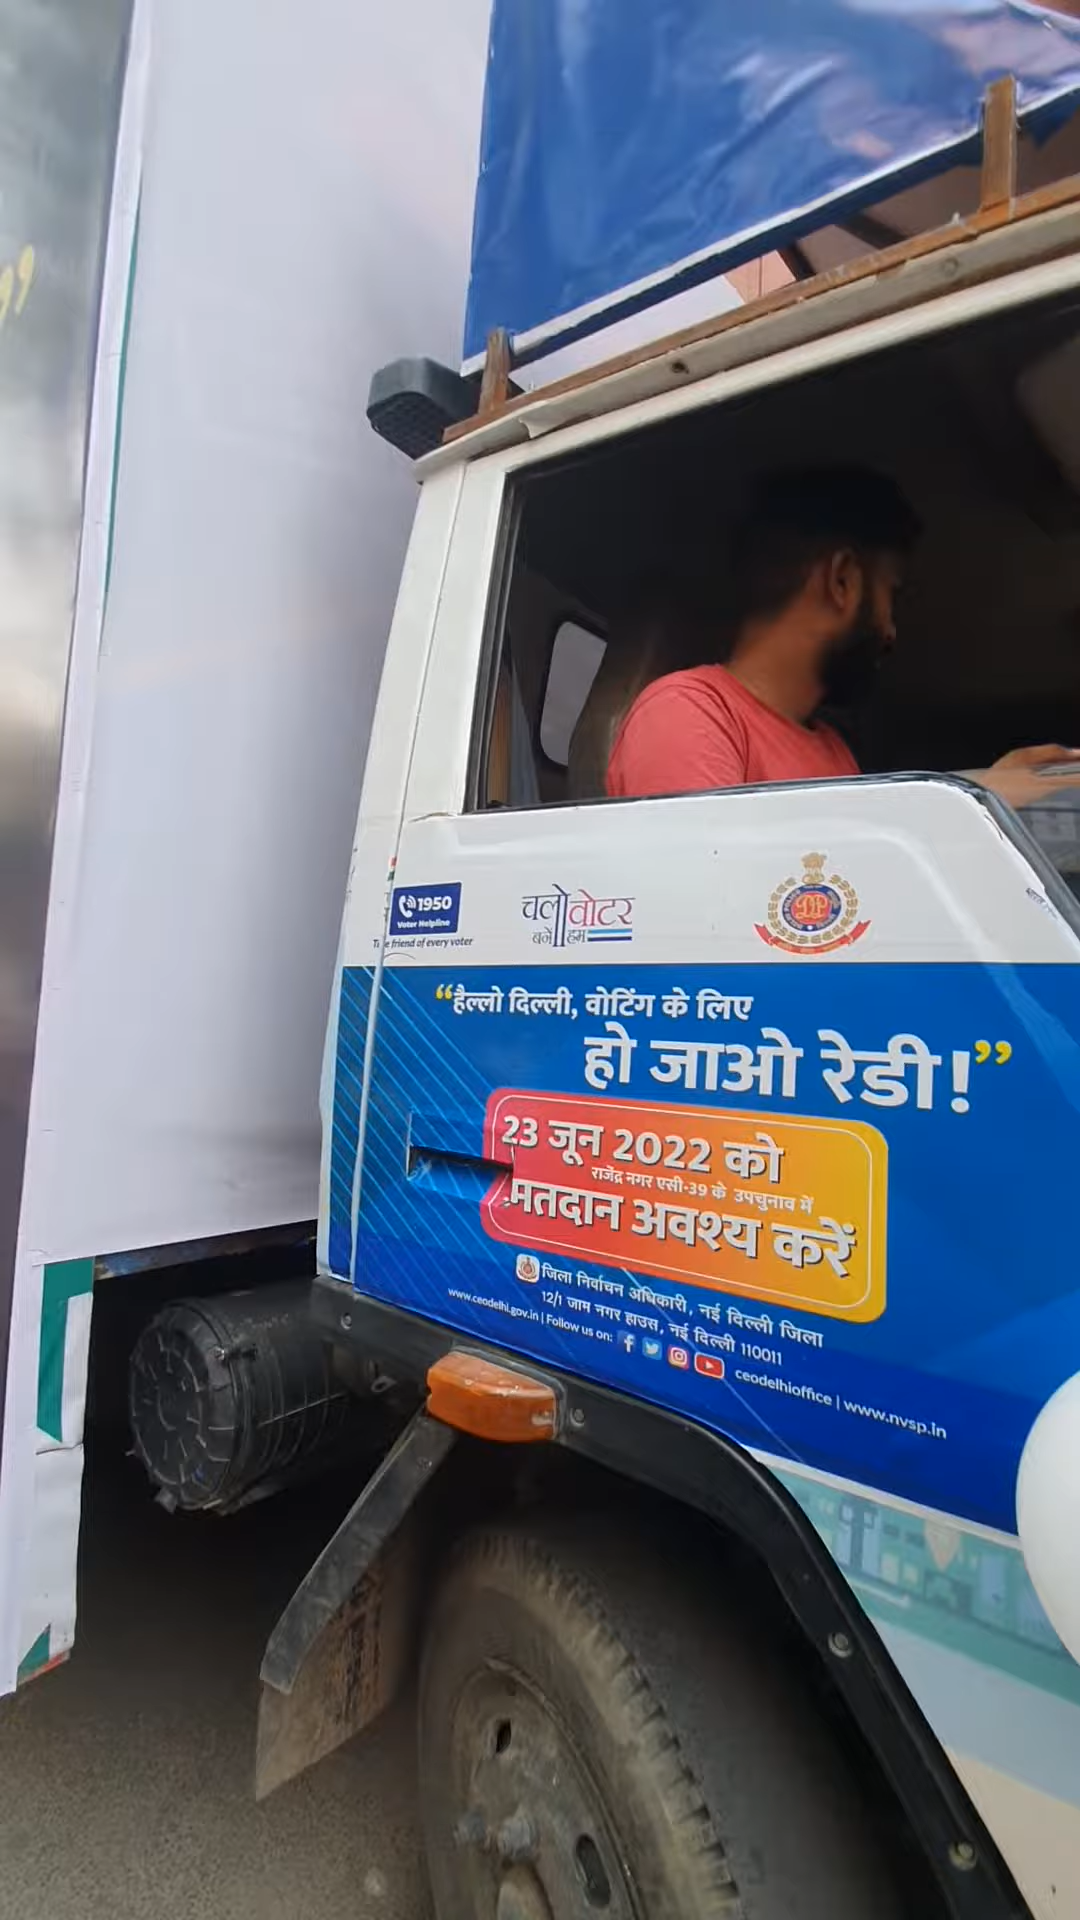 1950
Voter Helpline
friend of every voter
चलो वोटर
बनें हम
DP
“हैल्लो दिल्ली, वोटिंग के लिए
हो जाओ रेडी!”
23 जून 2022 को
राजेंद्र नगर एसी-39 के उपचुनाव में
मतदान अवश्य करें
जिला निर्वाचन अधिकारी, नई दिल्ली जिला
12/1 जाम नगर हाउस, नई दिल्ली 110011
www.ceodelhi.gov.in | Follow us on: ceodelhioffice | www.nvsp.in